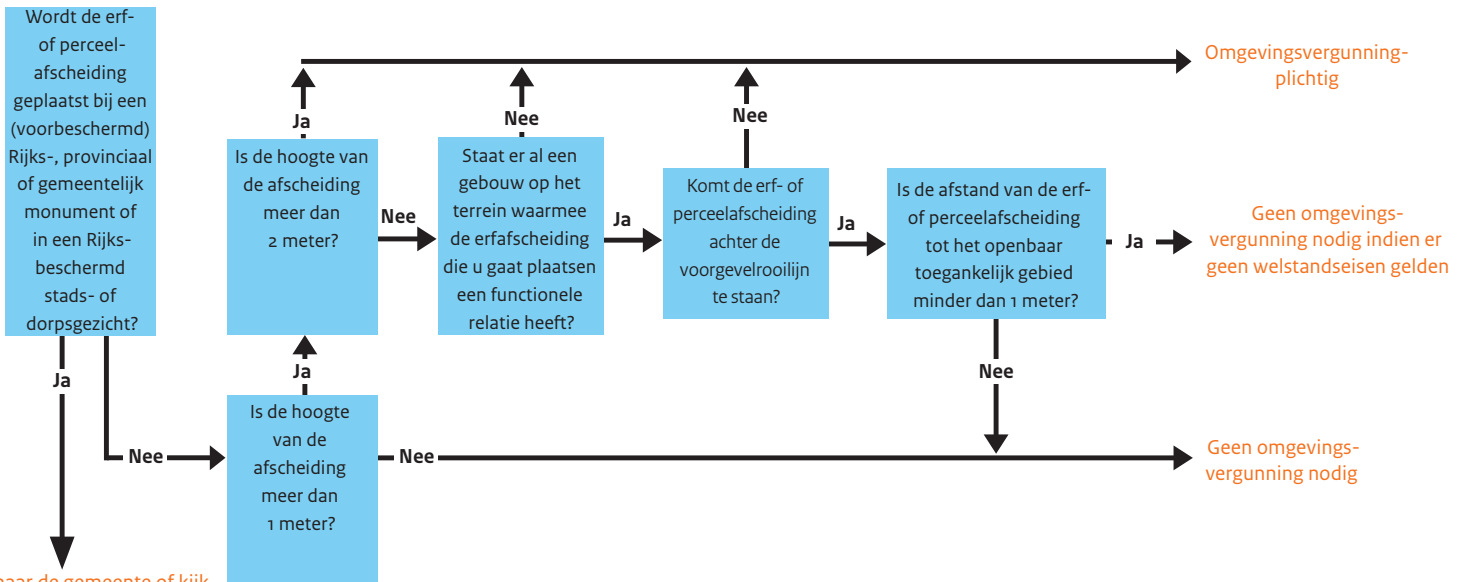 Wordt de erf-
of perceel-
afscheiding
geplaatst bij een
(voorbeschermd)
Rijks-, provinciaal
of gemeentelijk
monument of
in een Rijks-
beschermd
stads- of
dorpsgezicht?
Ja
Nee
Is de hoogte
van de
afscheiding
meer dan
1 meter?
Ja
Nee
Is de hoogte van
de afscheiding
meer dan
2 meter?
Ja
Nee
Staat er al een
gebouw op het
terrein waarmee
de erfafscheiding
die u gaat plaatsen
een functionele
relatie heeft?
Nee
Ja
Komt de erf- of
perceelafscheiding
achter de
voorgevelrooilijn
te staan?
Nee
Ja
Is de afstand van de erf-
of perceelafscheiding
tot het openbaar
toegankelijk gebied
minder dan 1 meter?
Ja
Nee
Omgevingsvergunning-
plichtig
Geen omgevings-
vergunning nodig indien er
geen welstandseisen gelden
Geen omgevings-
vergunning nodig
naar de gemeente of kijk